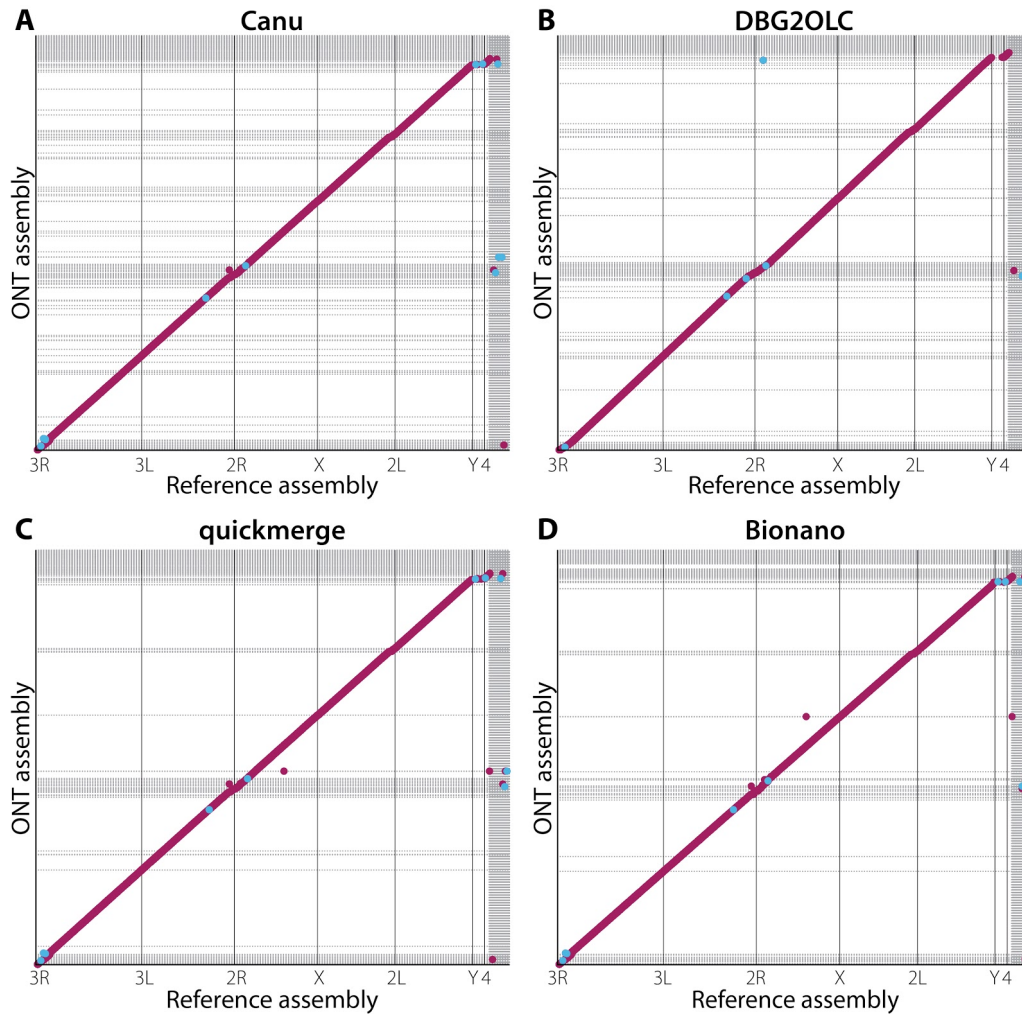 A Canu
ONT assembly
3R 3L 2R X 2L Y 4
Reference assembly
B DBG2OLC
ONT assembly
3R 3L 2R X 2L Y 4
Reference assembly
C quickmerge
ONT assembly
3R 3L 2R X 2L Y 4
Reference assembly
D Bionano
ONT assembly
3R 3L 2R X 2L Y 4
Reference assembly